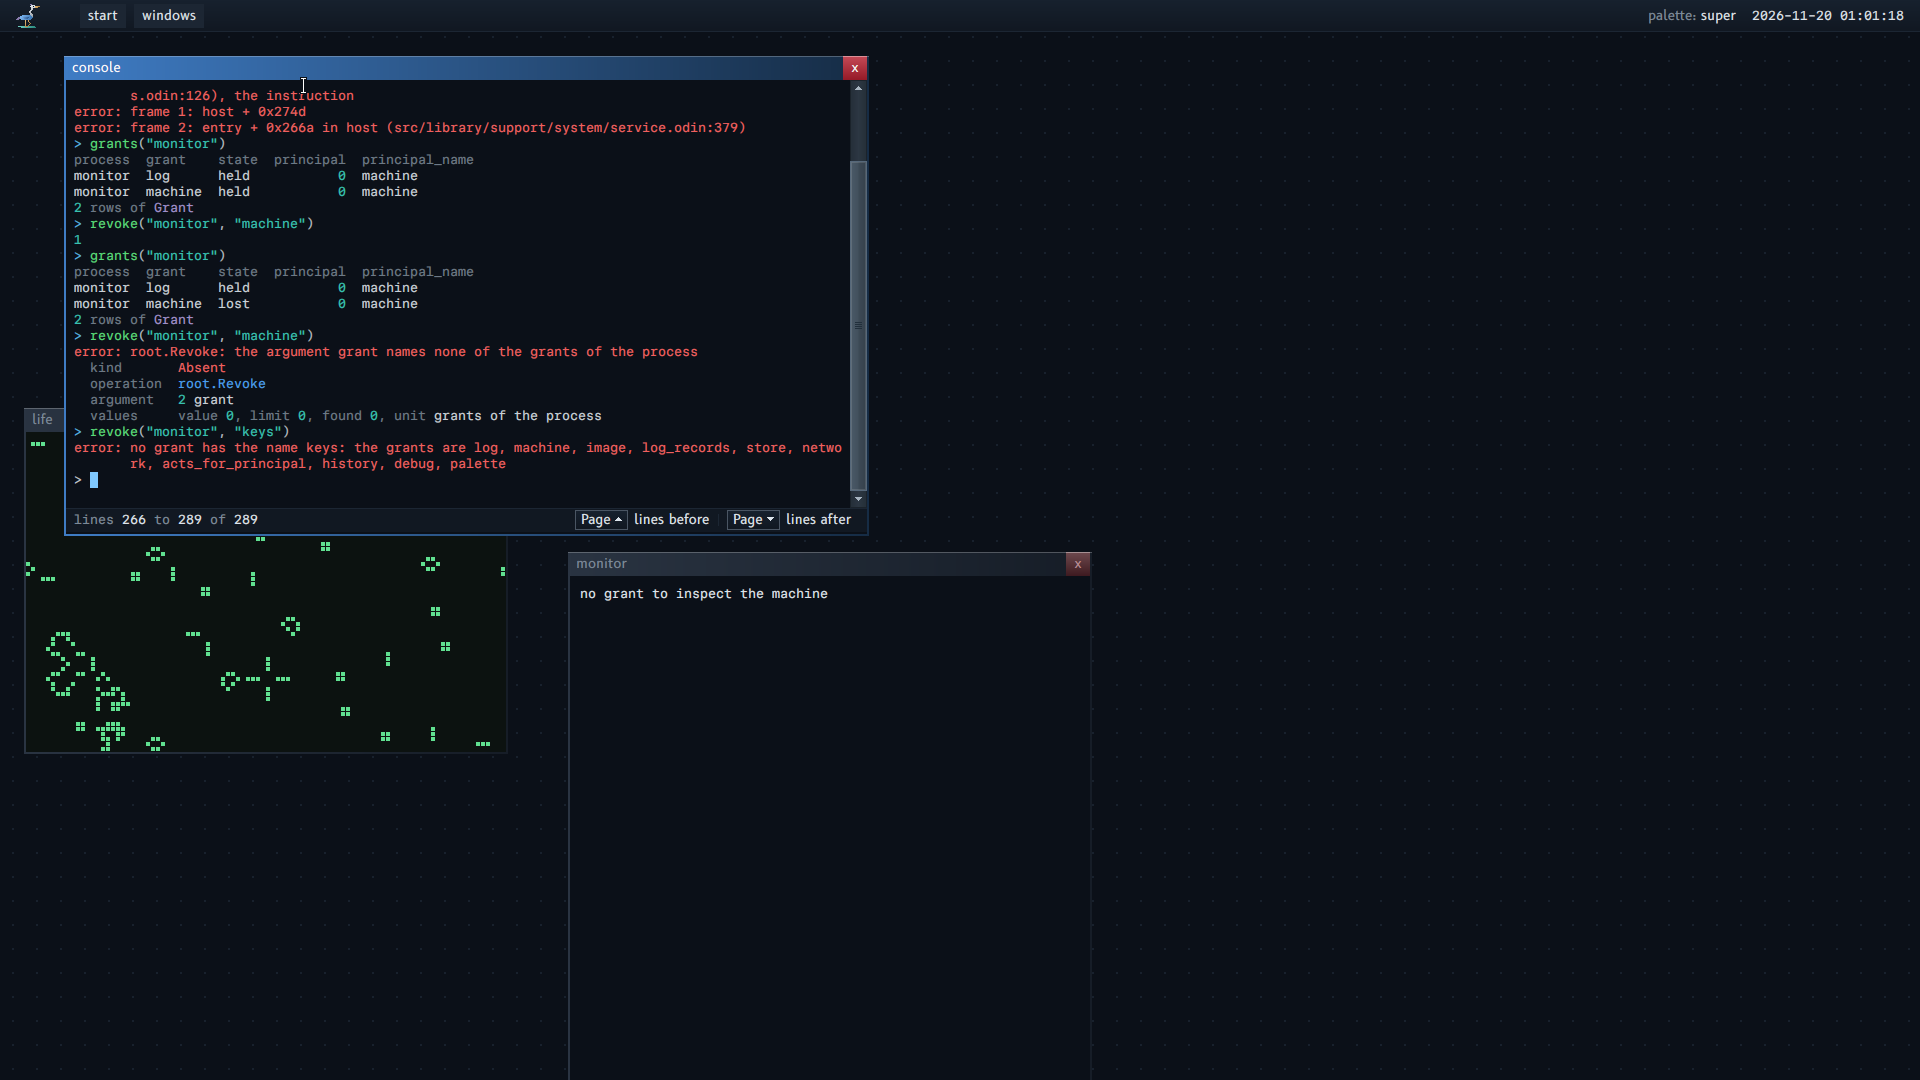 start windows palette: super 2026-11-20 01:01:18
console x
s.odin:126), the instruction
error: frame 1: host + 0x274d
error: frame 2: entry + 0x266a in host (src/library/support/system/service.odin:379)
> grants("monitor")
process grant state principal principal_name
monitor log held 0 machine
monitor machine held 0 machine
2 rows of Grant
> revoke("monitor", "machine")
1
> grants("monitor")
process grant state principal principal_name
monitor log held 0 machine
monitor machine lost 0 machine
2 rows of Grant
> revoke("monitor", "machine")
error: root.Revoke: the argument grant names none of the grants of the process
kind Absent
operation root.Revoke
argument 2 grant
values value 0, limit 0, found 0, unit grants of the process
> revoke("monitor", "keys")
error: no grant has the name keys: the grants are log, machine, image, log_records, store, netwo
rk, acts_for_principal, history, debug, palette
>
lines 266 to 289 of 289 Page lines before Page lines after
life
monitor x
no grant to inspect the machine